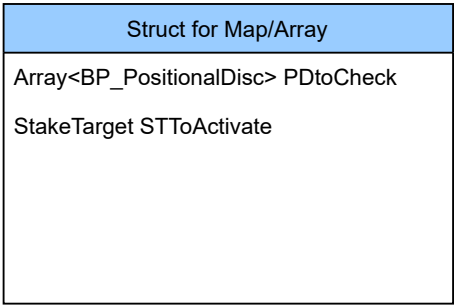 Struct for Map/Array
Array<BP_PositionalDisc> PDtoCheck
StakeTarget STToActivate